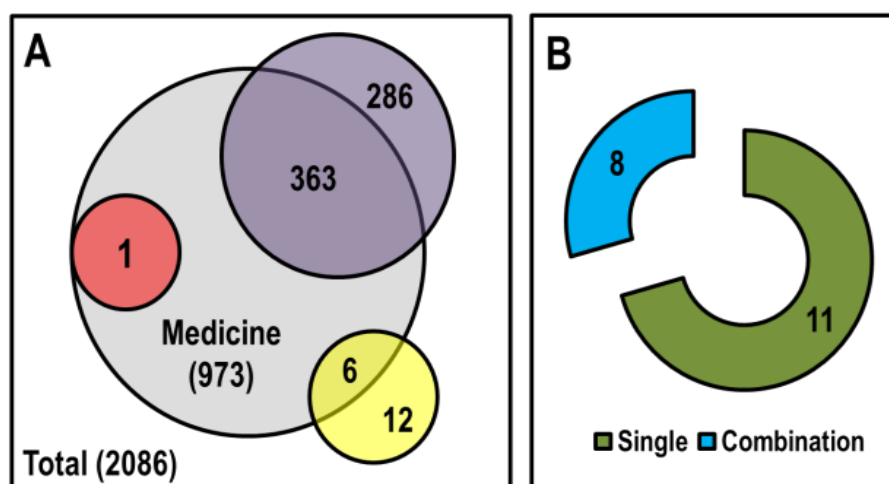 A
286
363
1
Medicine
(973)
6
12
Total (2086)
B
8
11
Single Combination